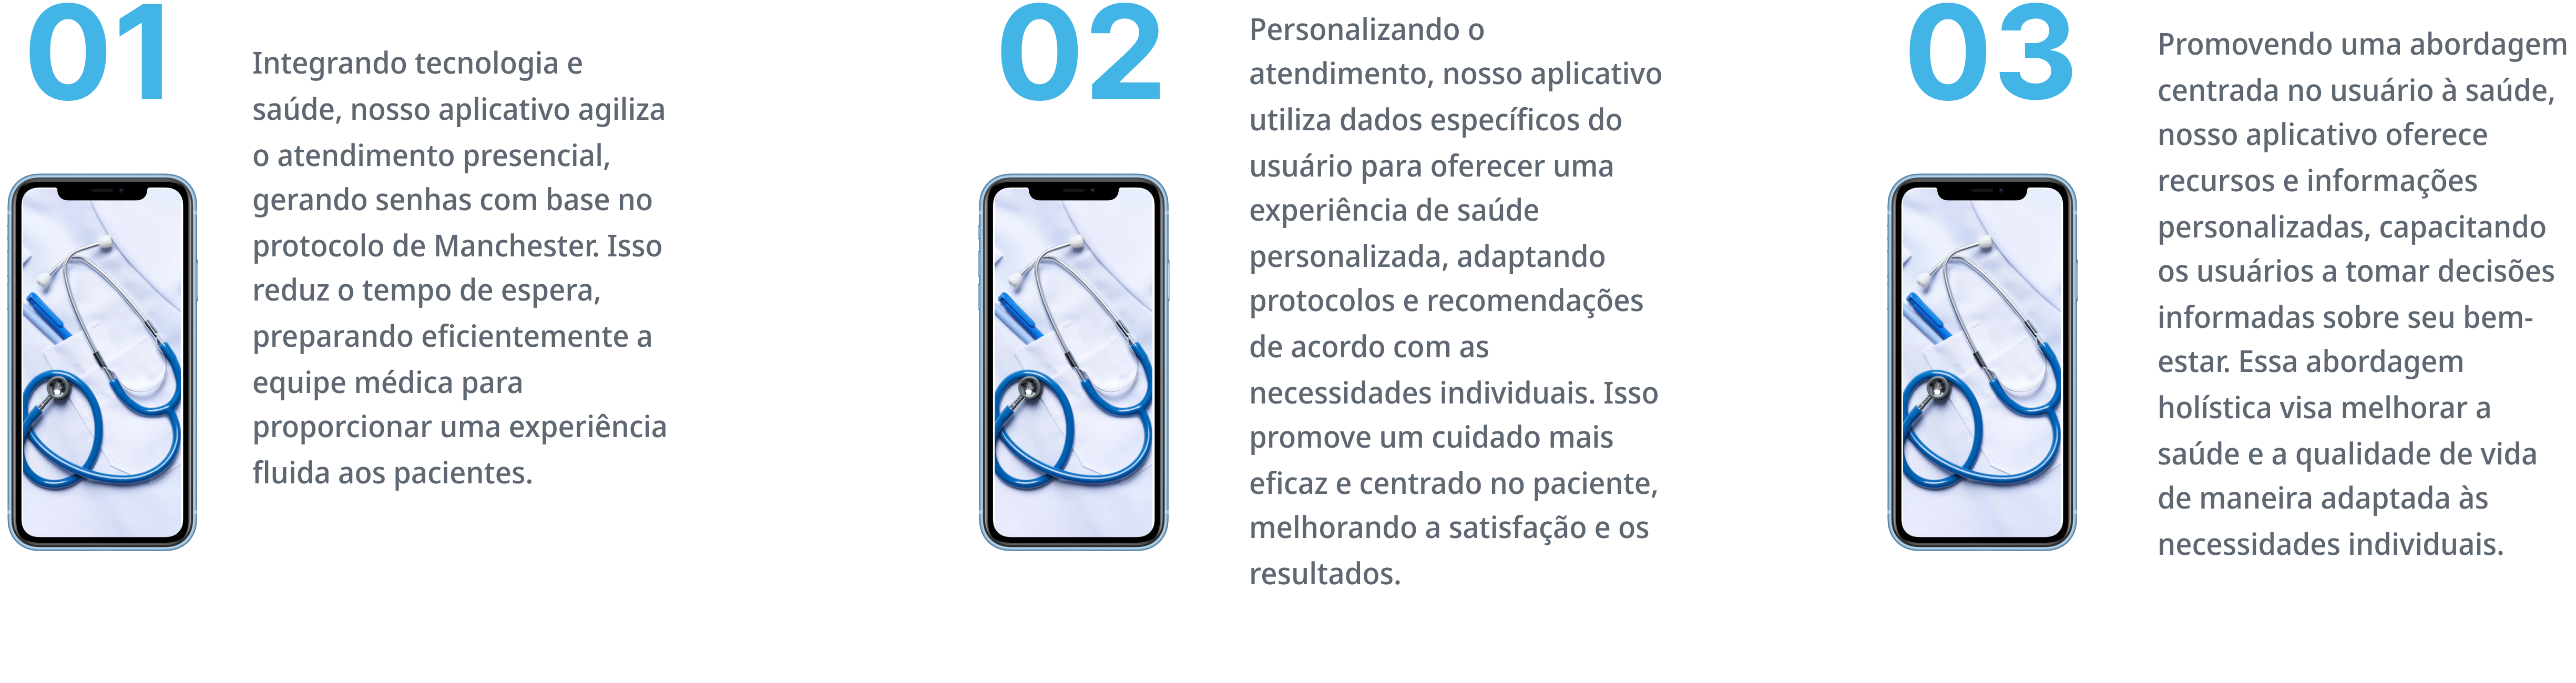 01
Integrando tecnologia e
saúde, nosso aplicativo agiliza
o atendimento presencial,
gerando senhas com base no
protocolo de Manchester. Isso
reduz o tempo de espera,
preparando eficientemente a
equipe médica para
proporcionar uma experiência
fluida aos pacientes.
02
Personalizando o
atendimento, nosso aplicativo
utiliza dados específicos do
usuário para oferecer uma
experiência de saúde
personalizada, adaptando
protocolos e recomendações
de acordo com as
necessidades individuais. Isso
promove um cuidado mais
eficaz e centrado no paciente,
melhorando a satisfação e os
resultados.
03
Promovendo uma abordagem
centrada no usuário à saúde,
nosso aplicativo oferece
recursos e informações
personalizadas, capacitando
os usuários a tomar decisões
informadas sobre seu bem-
estar. Essa abordagem
holística visa melhorar a
saúde e a qualidade de vida
de maneira adaptada às
necessidades individuais.